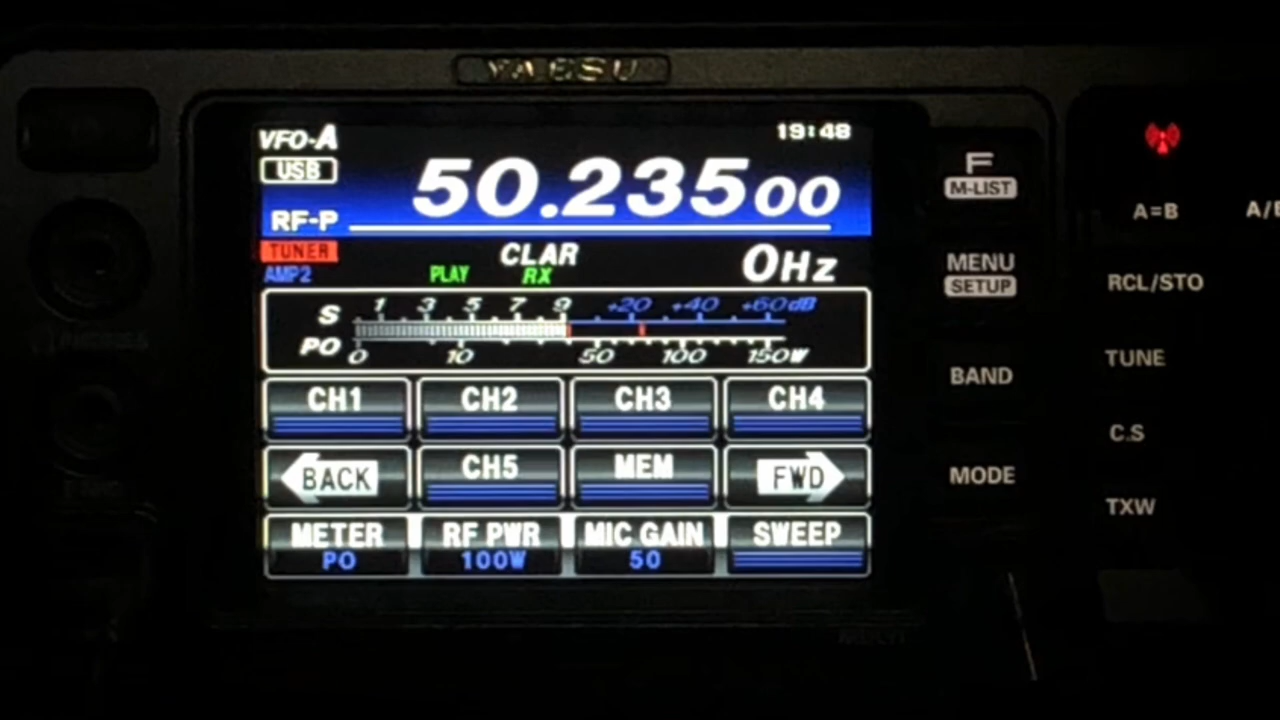 YAESU
VFO-A
19:48
USB
50.23500
RF-P
TUNER
CLAR
0Hz
AMP2
PLAY
RX
S 1 3 5 7 9 +20 +40 +60dB
PO 0 10 50 100 150W
CH1 CH2 CH3 CH4
BACK CH5 MEM FWD
METER RF PWR MIC GAIN SWEEP
PO 100W 50
F
M-LIST
MENU
SETUP
BAND
MODE
A=B
RCL/STO
TUNE
C.S
TXW
PHONES